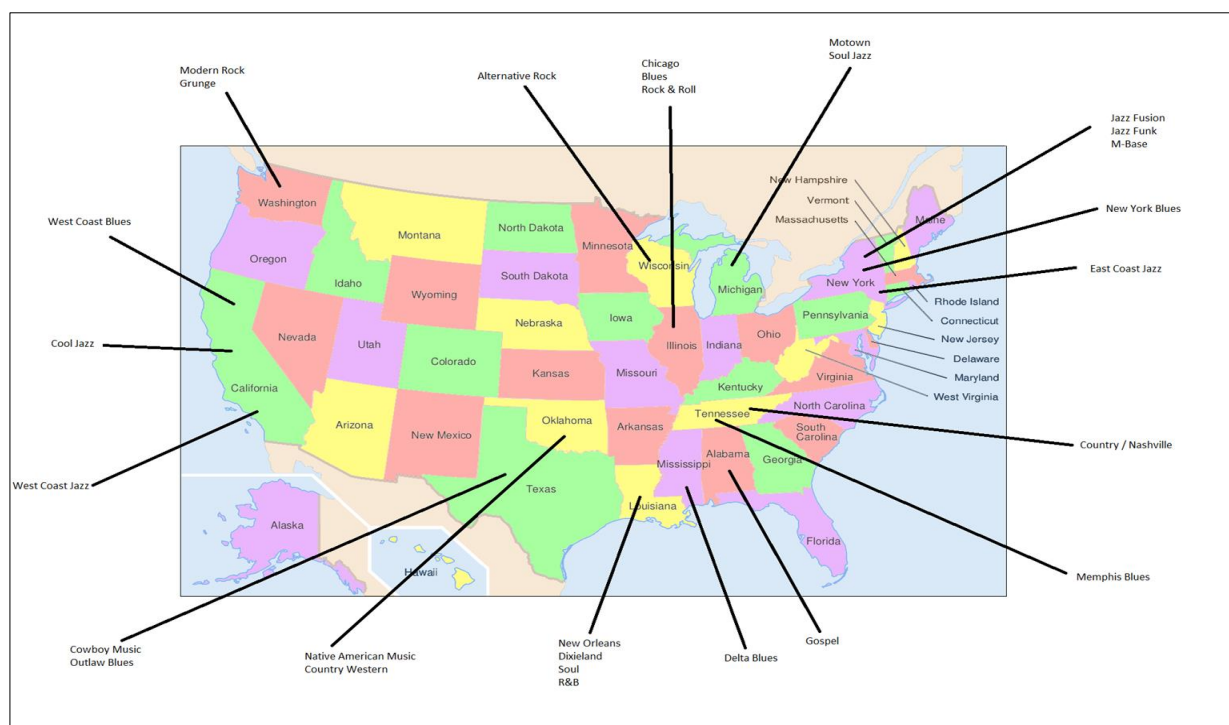 Motown
Soul Jazz
Chicago
Blues
Rock & Roll
Modern Rock
Grunge
Alternative Rock
Jazz Fusion
Jazz Funk
M-Base
New Hampshire
Vermont
Massachusetts
Maine
New York Blues
West Coast Blues
Washington
Montana
North Dakota
Minnesota
Wisconsin
Michigan
Oregon
Idaho
South Dakota
Wyoming
New York
East Coast Jazz
Rhode Island
Connecticut
New Jersey
Delaware
Maryland
West Virginia
Cool Jazz
Nevada
Utah
Colorado
Nebraska
Iowa
Illinois
Indiana
Ohio
Pennsylvania
California
Kansas
Missouri
Kentucky
Virginia
Arizona
New Mexico
Oklahoma
Arkansas
Tennessee
North Carolina
South
Carolina
Country / Nashville
West Coast Jazz
Texas
Louisiana
Mississippi
Alabama
Georgia
Florida
Alaska
Hawaii
Memphis Blues
Cowboy Music
Outlaw Blues
Native American Music
Country Western
New Orleans
Dixieland
Soul
R&B
Delta Blues
Gospel